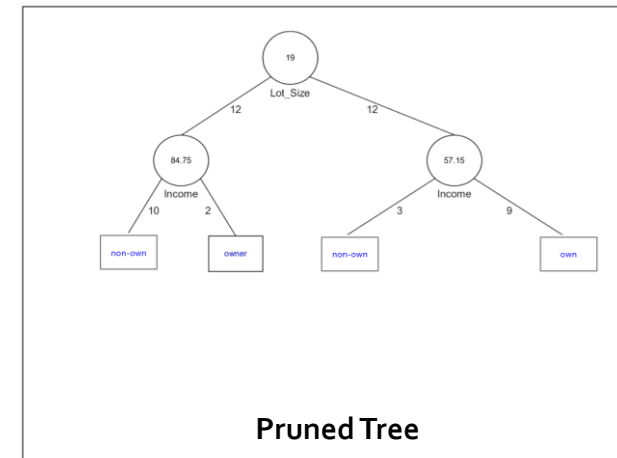 19
Lot_Size
12 12
84.75 57.15
Income Income
10 2 3 9
non-own owner non-own own
Pruned Tree